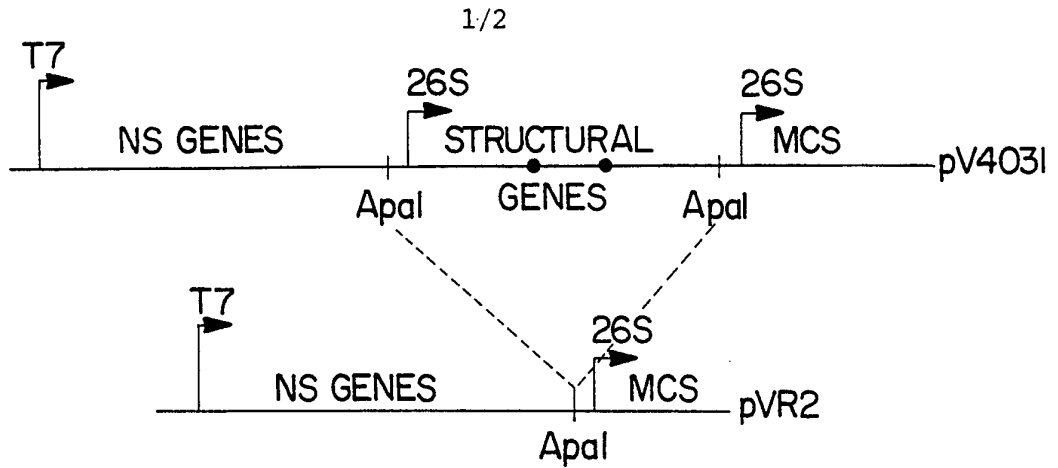 1/2
T7
26S
26S
NS GENES
STRUCTURAL
MCS
pV4031
GENES
ApaI
ApaI
T7
26S
NS GENES
MCS
pVR2
ApaI